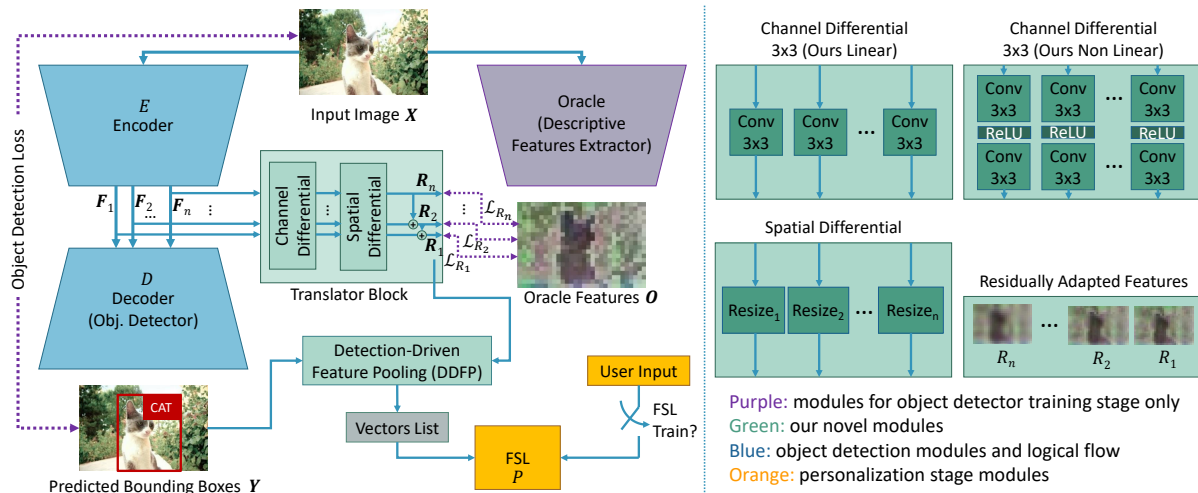 Object Detection Loss
E
Encoder
Input Image X
Oracle
(Descriptive
Features Extractor)
F1
F2
...
Fn
⋮
Channel
Differential
⋮
Spatial
Differential
Rn
⋮
R2
R1
+
+
Translator Block
ℒRn
ℒR2
ℒR1
Oracle Features O
D
Decoder
(Obj. Detector)
CAT
Predicted Bounding Boxes Y
Detection-Driven
Feature Pooling (DDFP)
Vectors List
User Input
FSL
Train?
FSL
P
Channel Differential
3x3 (Ours Linear)
Conv
3x3
Conv
3x3
...
Conv
3x3
Channel Differential
3x3 (Ours Non Linear)
Conv
3x3
Conv
3x3
...
Conv
3x3
ReLU
ReLU
ReLU
Conv
3x3
Conv
3x3
...
Conv
3x3
Spatial Differential
Resize1
Resize2
...
Resizen
Residually Adapted Features
...
Rn
R2
R1
Purple: modules for object detector training stage only
Green: our novel modules
Blue: object detection modules and logical flow
Orange: personalization stage modules